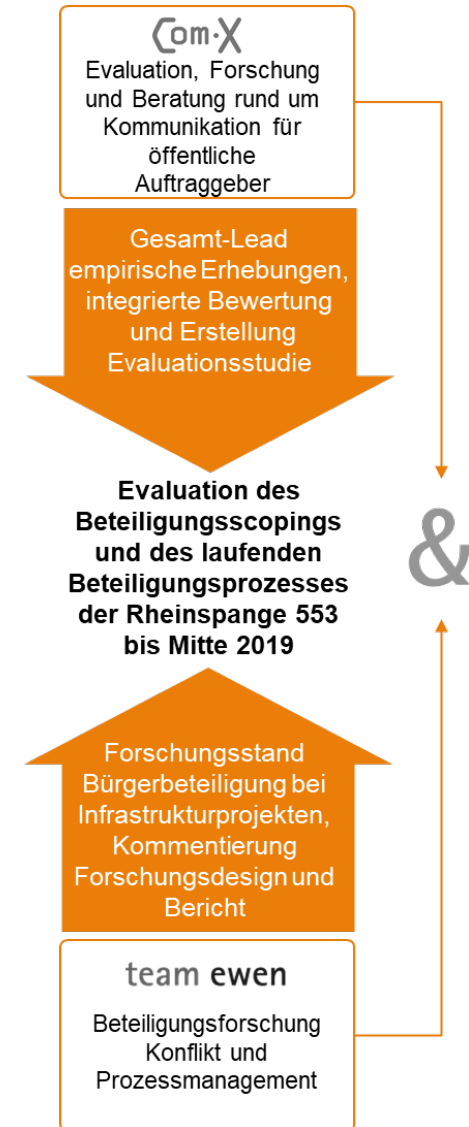 Com·X
Evaluation, Forschung
und Beratung rund um
Kommunikation für
öffentliche
Auftraggeber
Gesamt-Lead
empirische Erhebungen,
integrierte Bewertung
und Erstellung
Evaluationsstudie
Evaluation des
Beteiligungsscopings
und des laufenden
Beteiligungsprozesses
der Rheinspange 553
bis Mitte 2019
&
Forschungsstand
Bürgerbeteiligung bei
Infrastrukturprojekten,
Kommentierung
Forschungsdesign und
Bericht
team ewen
Beteiligungsforschung
Konflikt und
Prozessmanagement